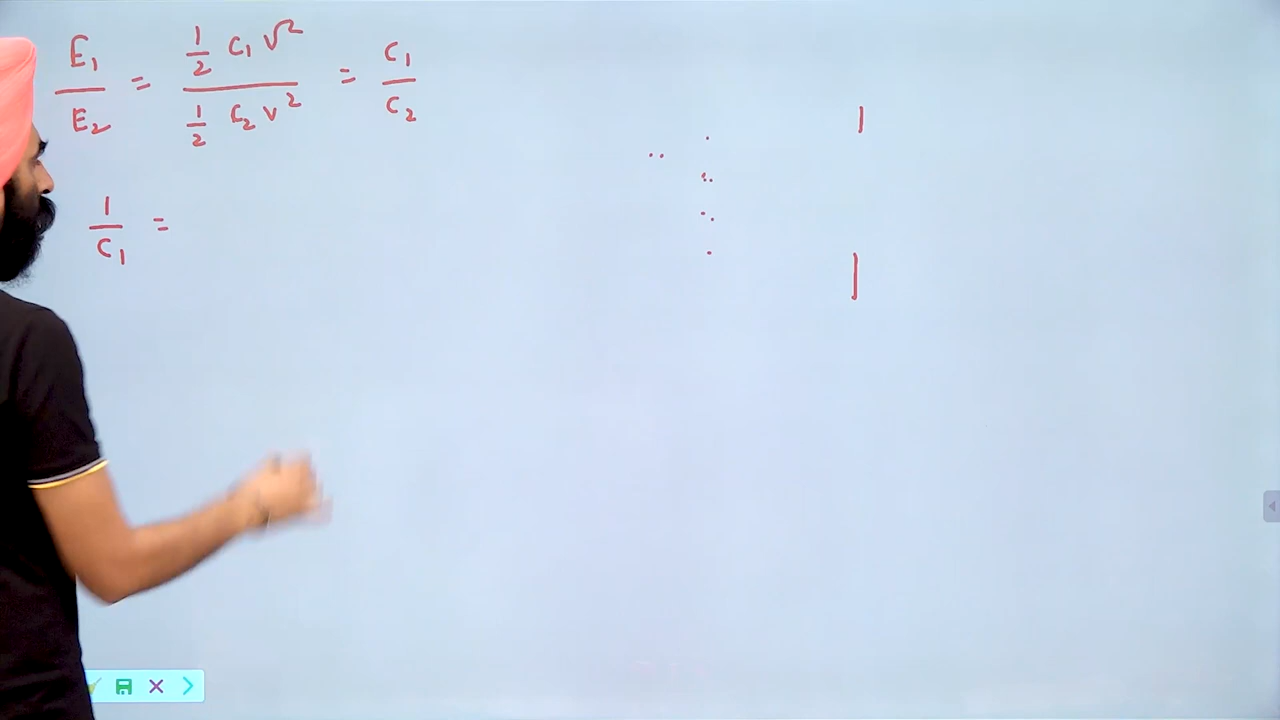 E₁/E₂ = (1/2 C₁ V²)/(1/2 C₂ V²) = C₁/C₂
1/C₁ =